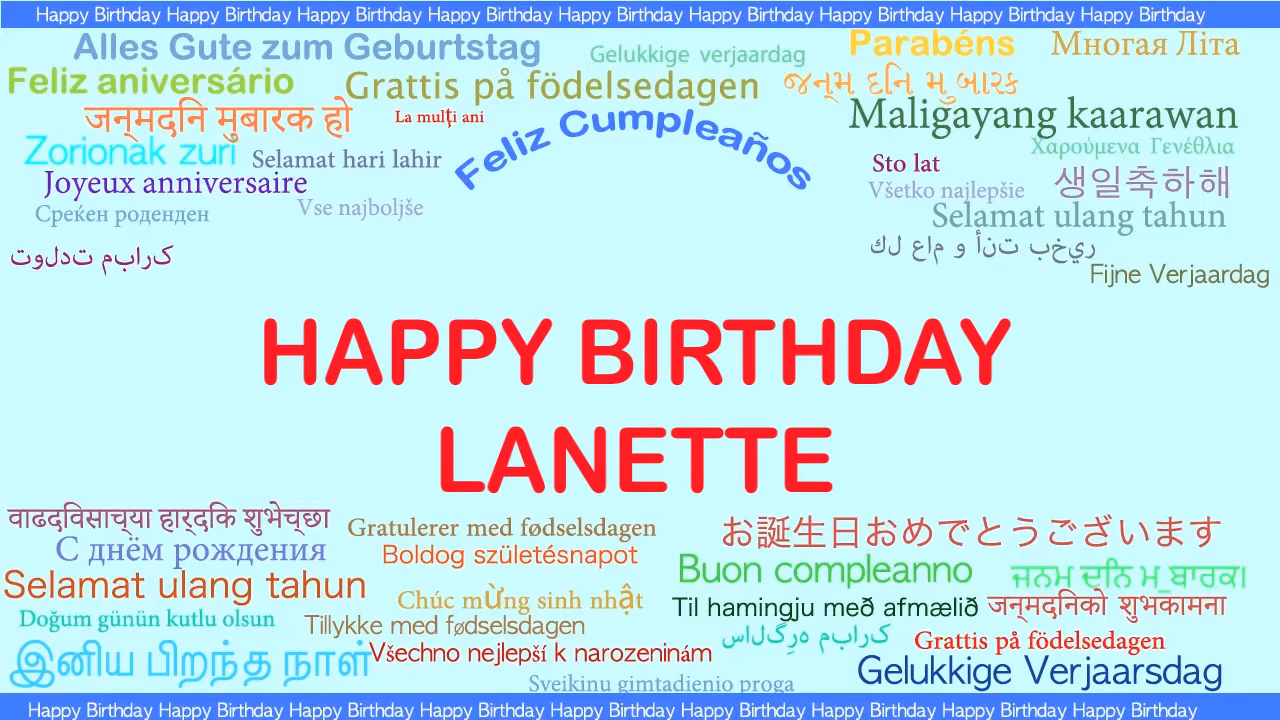 Happy Birthday Happy Birthday Happy Birthday Happy Birthday Happy Birthday Happy Birthday Happy Birthday Happy Birthday Happy Birthday
Alles Gute zum Geburtstag
Gelukkige verjaardag
Parabéns
Многая Літа
Feliz aniversário
Grattis på födelsedagen
જન્મ દિન મુ બારક
जन्मदिन मुबारक हो
La mulţi ani
Feliz Cumpleaños
Maligayang kaarawan
Zorionak zuri
Selamat hari lahir
Sto lat
Χαρούμενα Γενέθλια
Joyeux anniversaire
Všetko najlepšie
생일축하해
Среќен роденден
Vse najboljše
Selamat ulang tahun
کراﺑﻢ تدلوت
كل عام و أنت بخير
Fijne Verjaardag
HAPPY BIRTHDAY
LANETTE
वाढदिवसाच्या हार्दिक शुभेच्छा
Gratulerer med fødselsdagen
お誕生日おめでとうございます
С днём рождения
Boldog születésnapot
Buon compleanno
ਜਨਮ ਦਿਨ ਮੁਬਾਰਕ।
Selamat ulang tahun
Chúc mừng sinh nhật
Til hamingju með afmælið
जन्मदिनको शुभकामना
Doğum günün kutlu olsun
Tillykke med fødselsdagen
سالگرہ مبارک
Grattis på födelsedagen
இனிய பிறந்த நாள்
Všechno nejlepší k narozeninám
Gelukkige Verjaarsdag
Sveikinu gimtadienio proga
Happy Birthday Happy Birthday Happy Birthday Happy Birthday Happy Birthday Happy Birthday Happy Birthday Happy Birthday Happy Birthday